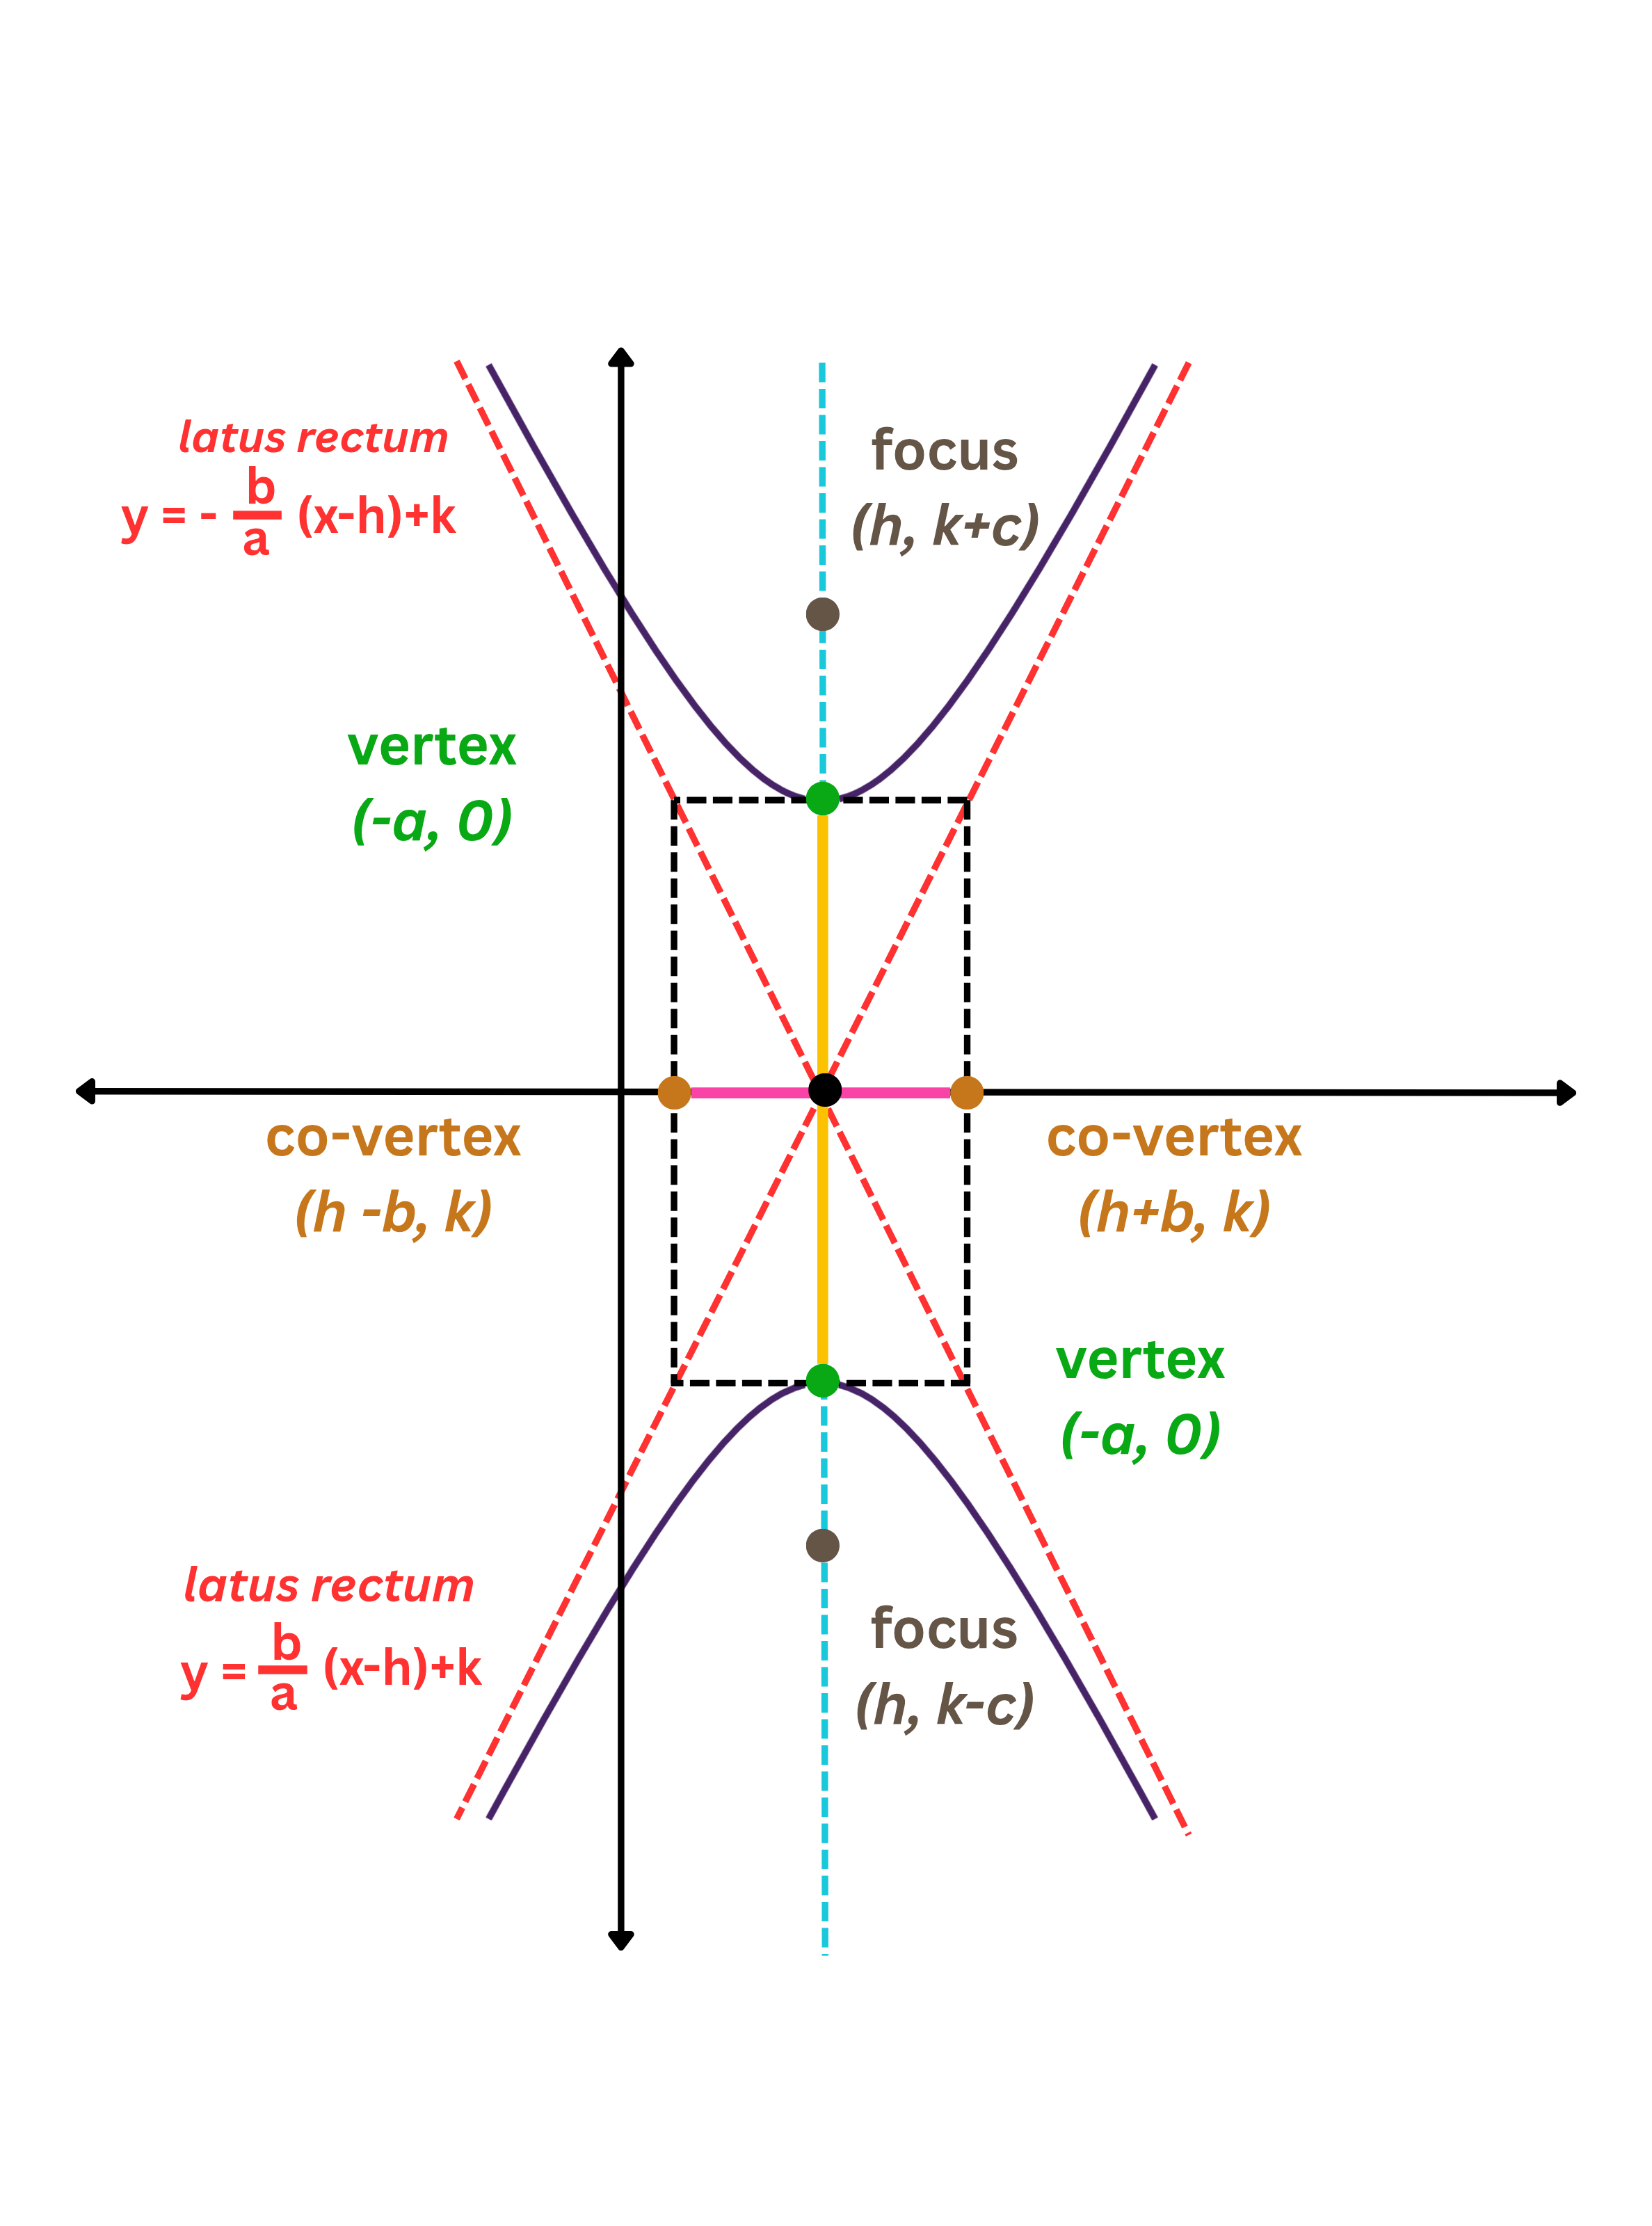 latus rectum
y = - b/a (x-h)+k
focus
(h, k+c)
vertex
(-a, 0)
co-vertex
(h -b, k)
co-vertex
(h+b, k)
vertex
(-a, 0)
latus rectum
y = b/a (x-h)+k
focus
(h, k-c)